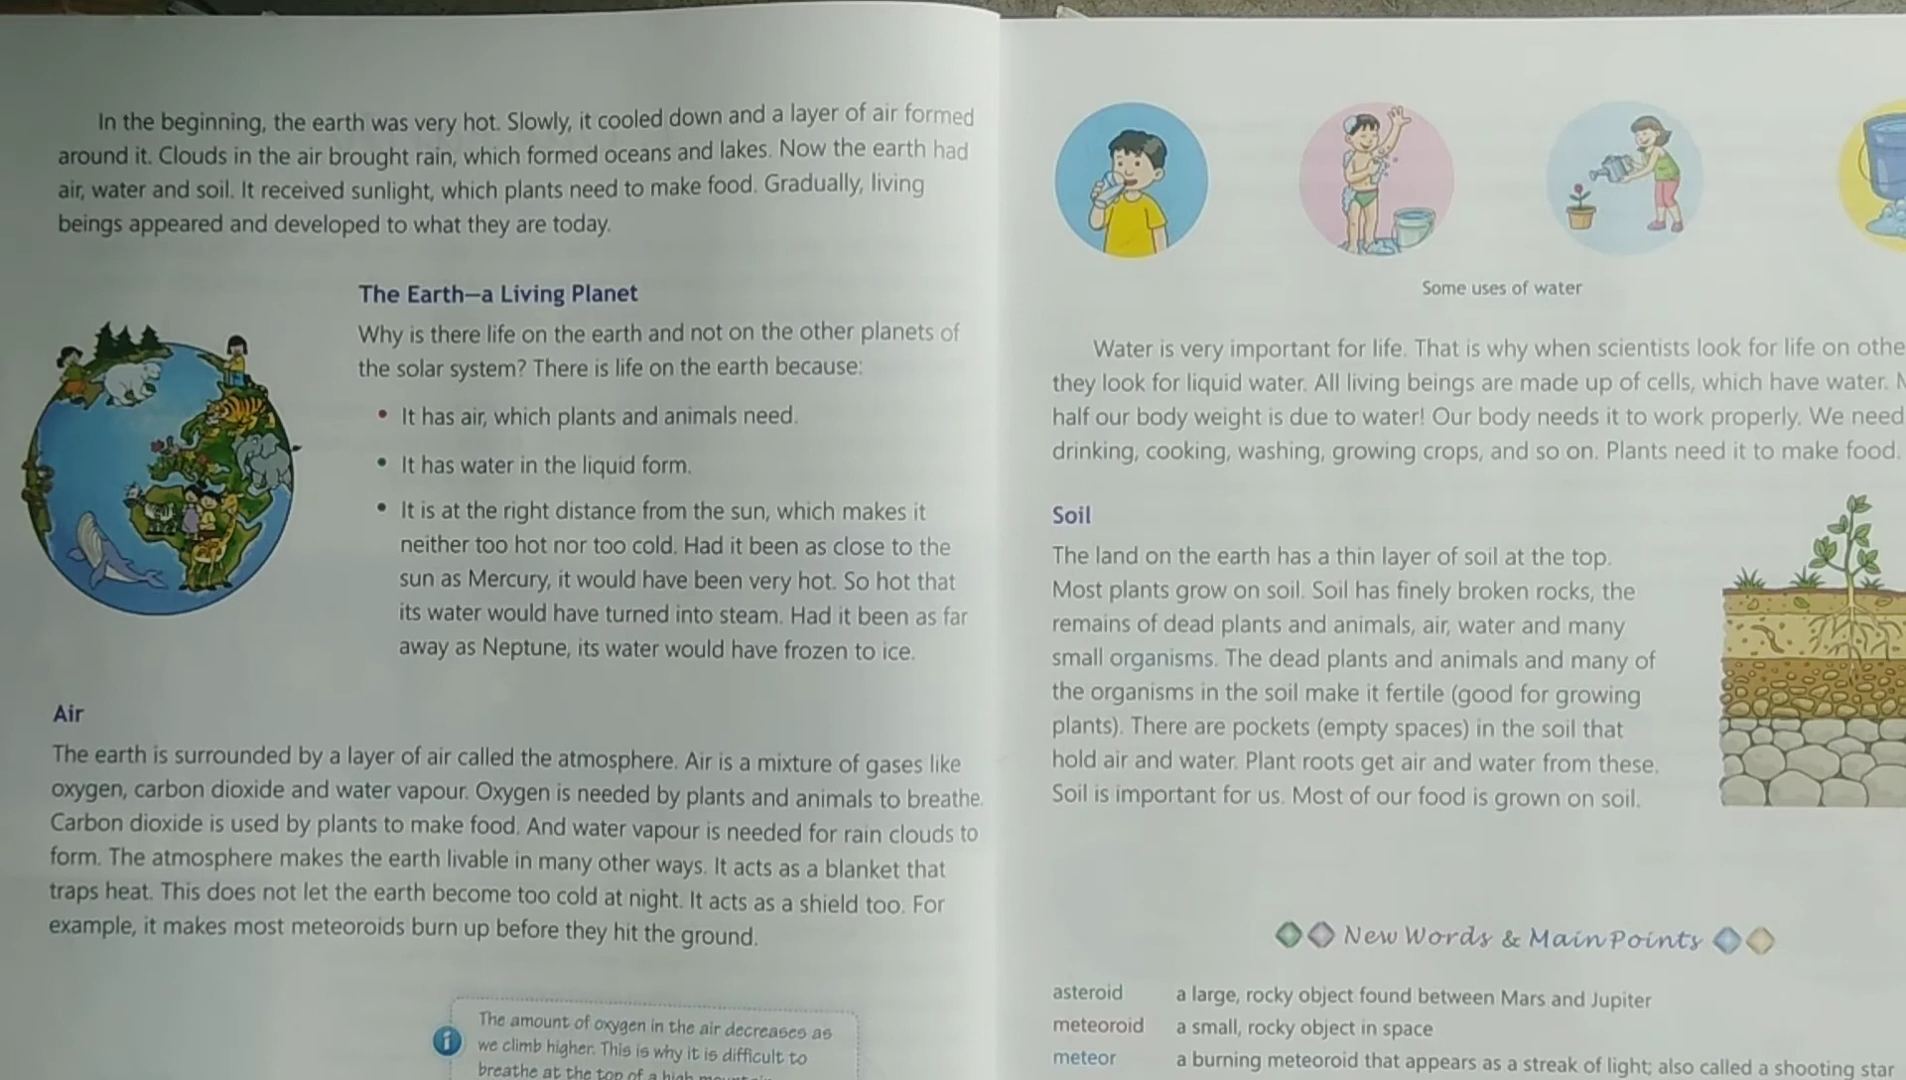 In the beginning, the earth was very hot. Slowly, it cooled down and a layer of air formed
around it. Clouds in the air brought rain, which formed oceans and lakes. Now the earth had
air, water and soil. It received sunlight, which plants need to make food. Gradually, living
beings appeared and developed to what they are today.
The Earth—a Living Planet
Why is there life on the earth and not on the other planets of
the solar system? There is life on the earth because:
• It has air, which plants and animals need.
• It has water in the liquid form.
• It is at the right distance from the sun, which makes it
neither too hot nor too cold. Had it been as close to the
sun as Mercury, it would have been very hot. So hot that
its water would have turned into steam. Had it been as far
away as Neptune, its water would have frozen to ice.
Air
The earth is surrounded by a layer of air called the atmosphere. Air is a mixture of gases like
oxygen, carbon dioxide and water vapour. Oxygen is needed by plants and animals to breathe.
Carbon dioxide is used by plants to make food. And water vapour is needed for rain clouds to
form. The atmosphere makes the earth livable in many other ways. It acts as a blanket that
traps heat. This does not let the earth become too cold at night. It acts as a shield too. For
example, it makes most meteoroids burn up before they hit the ground.
i
The amount of oxygen in the air decreases as
we climb higher. This is why it is difficult to
breathe at the top of a high
Some uses of water
Water is very important for life. That is why when scientists look for life on
they look for liquid water. All living beings are made up of cells, which have water.
half our body weight is due to water! Our body needs it to work properly. We need
drinking, cooking, washing, growing crops, and so on. Plants need it to make food.
Soil
The land on the earth has a thin layer of soil at the top.
Most plants grow on soil. Soil has finely broken rocks, the
remains of dead plants and animals, air, water and many
small organisms. The dead plants and animals and many of
the organisms in the soil make it fertile (good for growing
plants). There are pockets (empty spaces) in the soil that
hold air and water. Plant roots get air and water from these.
Soil is important for us. Most of our food is grown on soil.
New Words & Main Points
asteroid a large, rocky object found between Mars and Jupiter
meteoroid a small, rocky object in space
meteor a burning meteoroid that appears as a streak of light; also called a shooting star